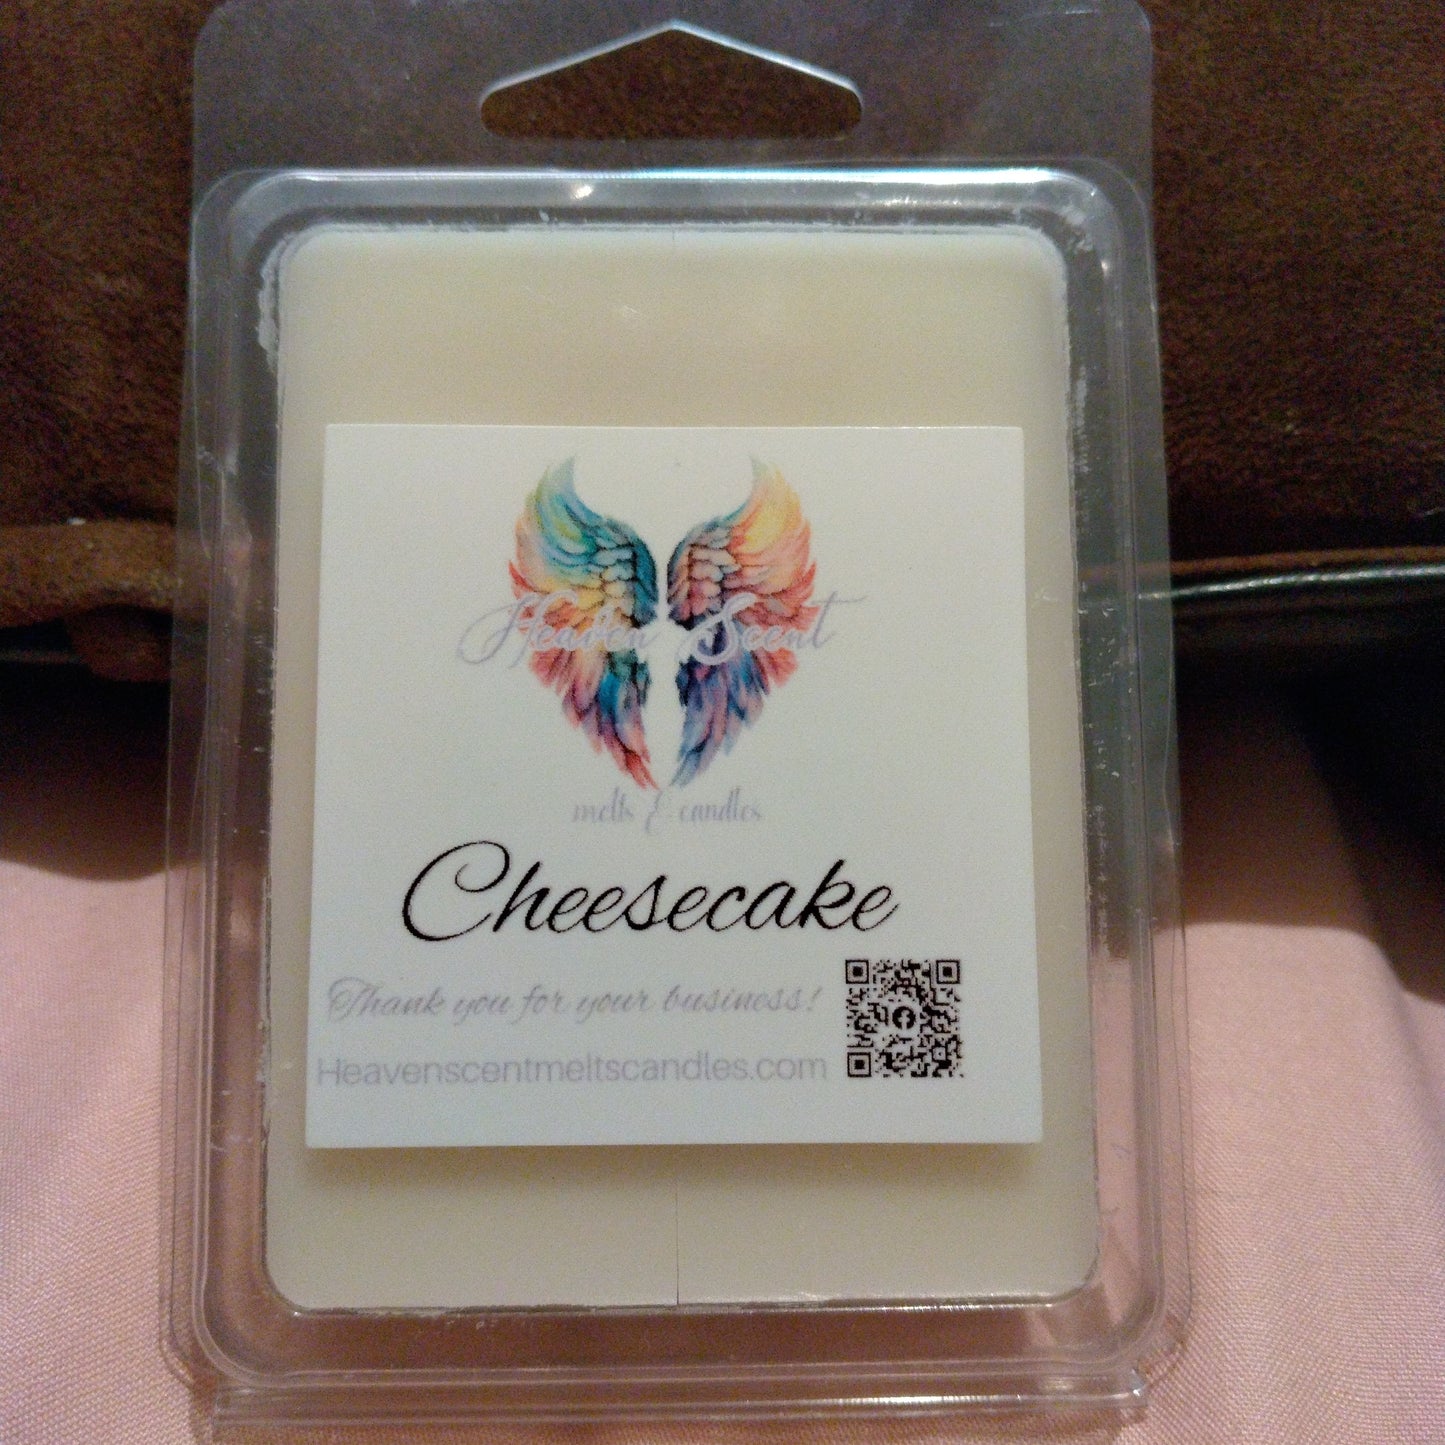 Heaven Scent
melts & candles
Cheesecake
Thank you for your business!
Heavenscentmeltscandles.com